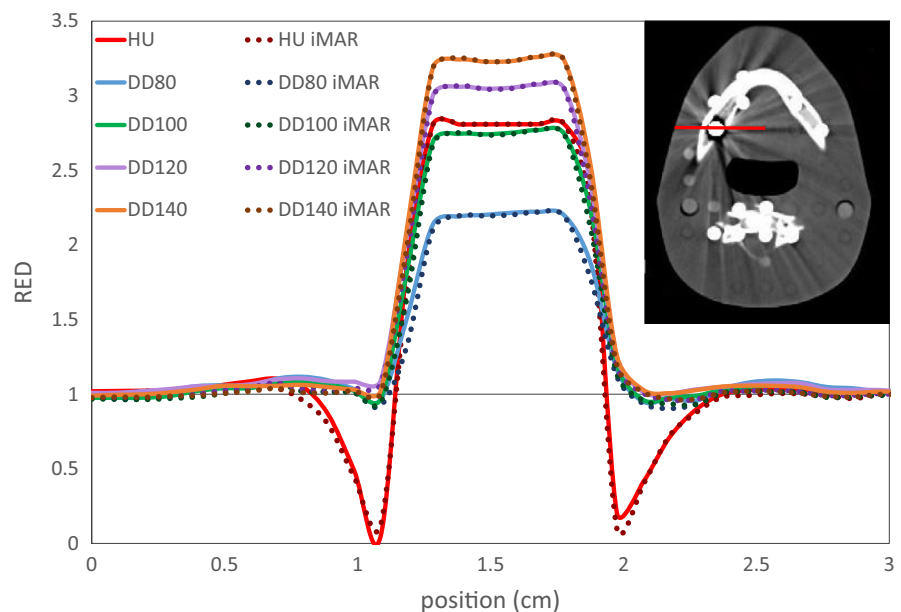 3.5
3
2.5
2
1.5
1
0.5
0
RED
HU
HU iMAR
DD80
DD80 iMAR
DD100
DD100 iMAR
DD120
DD120 iMAR
DD140
DD140 iMAR
0
0.5
1
1.5
2
2.5
3
position (cm)